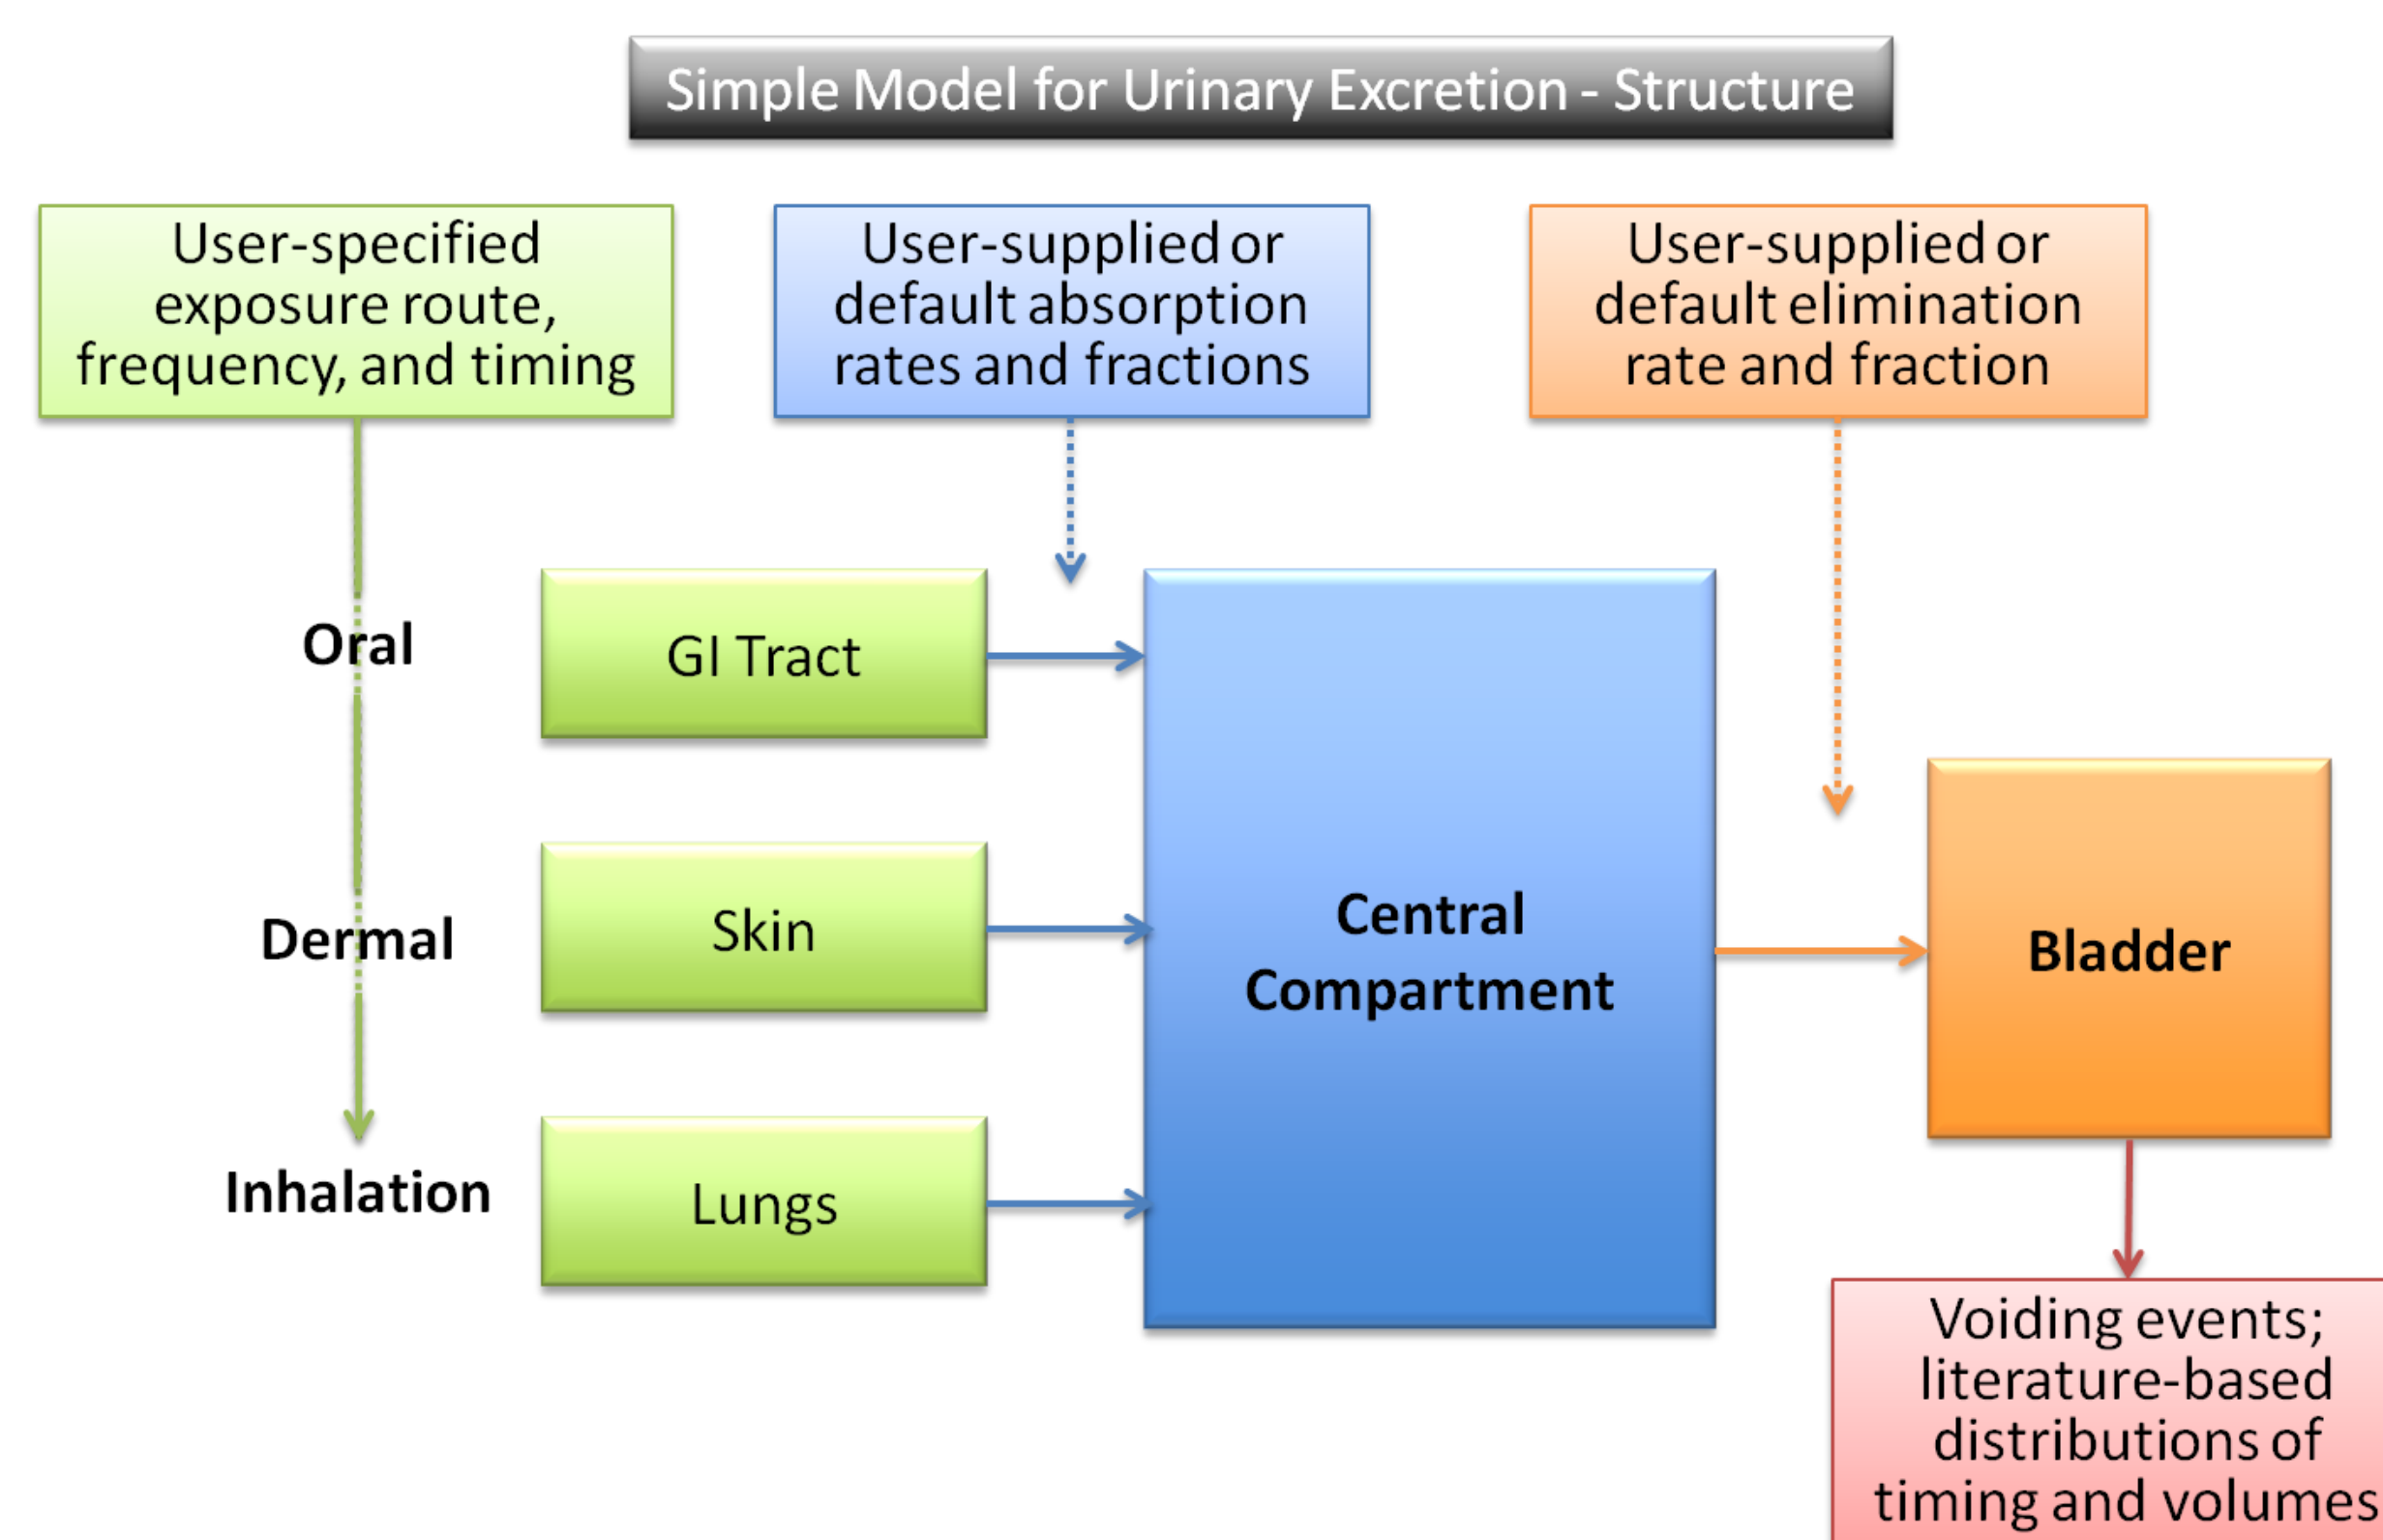 Simple Model for Urinary Excretion - Structure
User-specified
exposure route,
frequency, and timing
User-supplied or
default absorption
rates and fractions
User-supplied or
default elimination
rate and fraction
Oral
GI Tract
Dermal
Skin
Inhalation
Lungs
Central
Compartment
Bladder
Voiding events;
literature-based
distributions of
timing and volumes